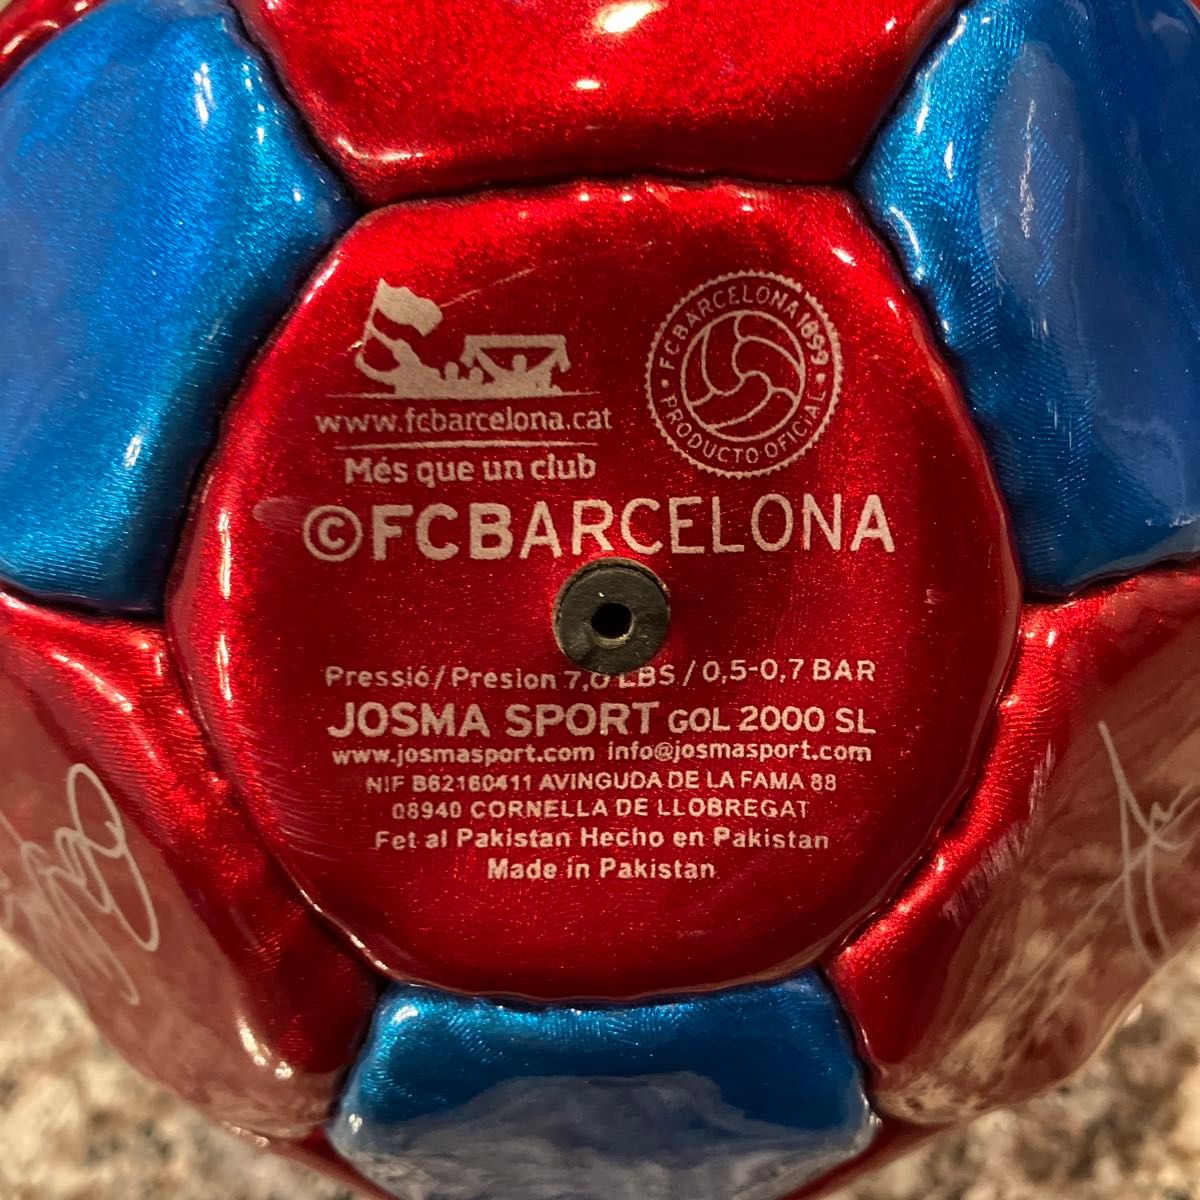 www.fcbarcelona.cat
Més que un club
FCBARCELONA 1899
PRODUCTO OFICIAL
©FCBARCELONA
Pressió/Presion 7,0 LBS/0,5-0,7 BAR
JOSMA SPORT GOL 2000 SL
www.josmasport.com info@josmasport.com
NIF B62160411 AVINGUDA DE LA FAMA 88
08940 CORNELLA DE LLOBREGAT
Fet al Pakistan Hecho en Pakistan
Made in Pakistan